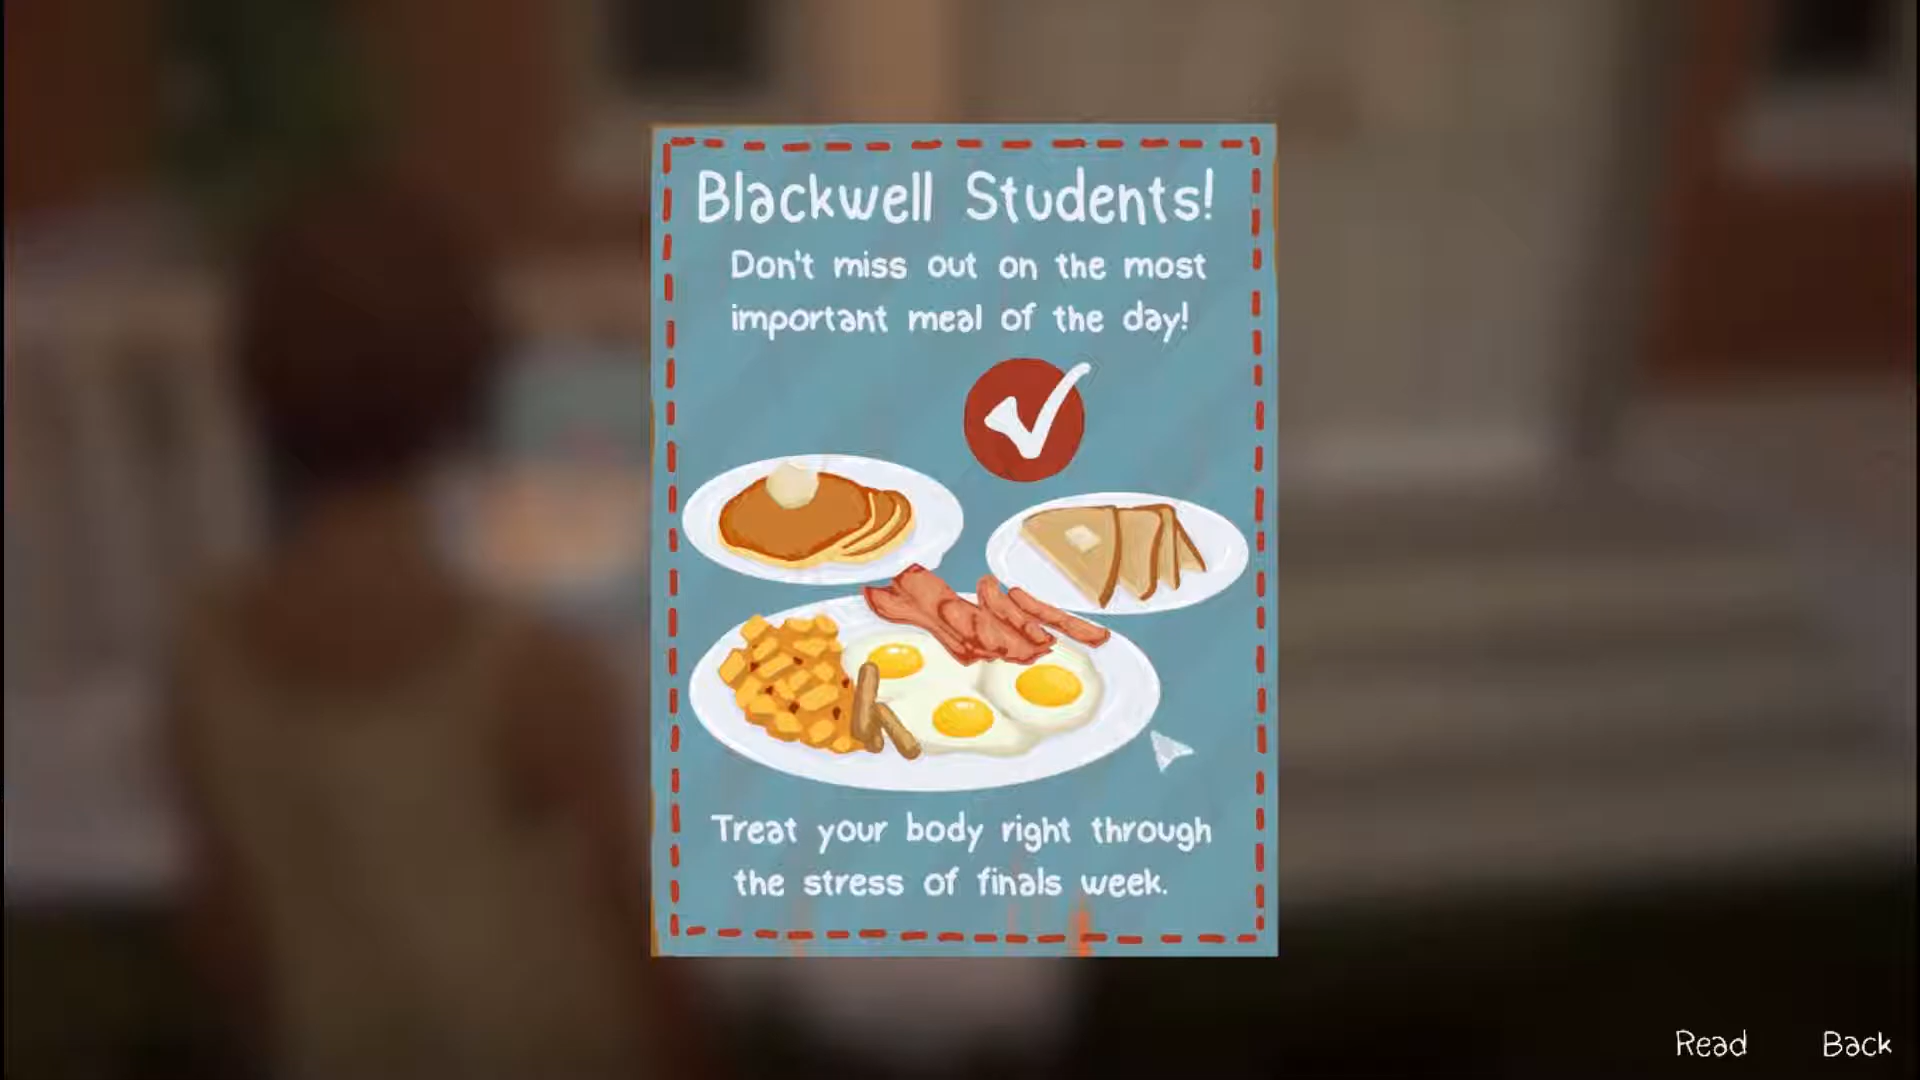 Blackwell Students!
Don't miss out on the most
important meal of the day!
Treat your body right through
the stress of finals week.
Read Back